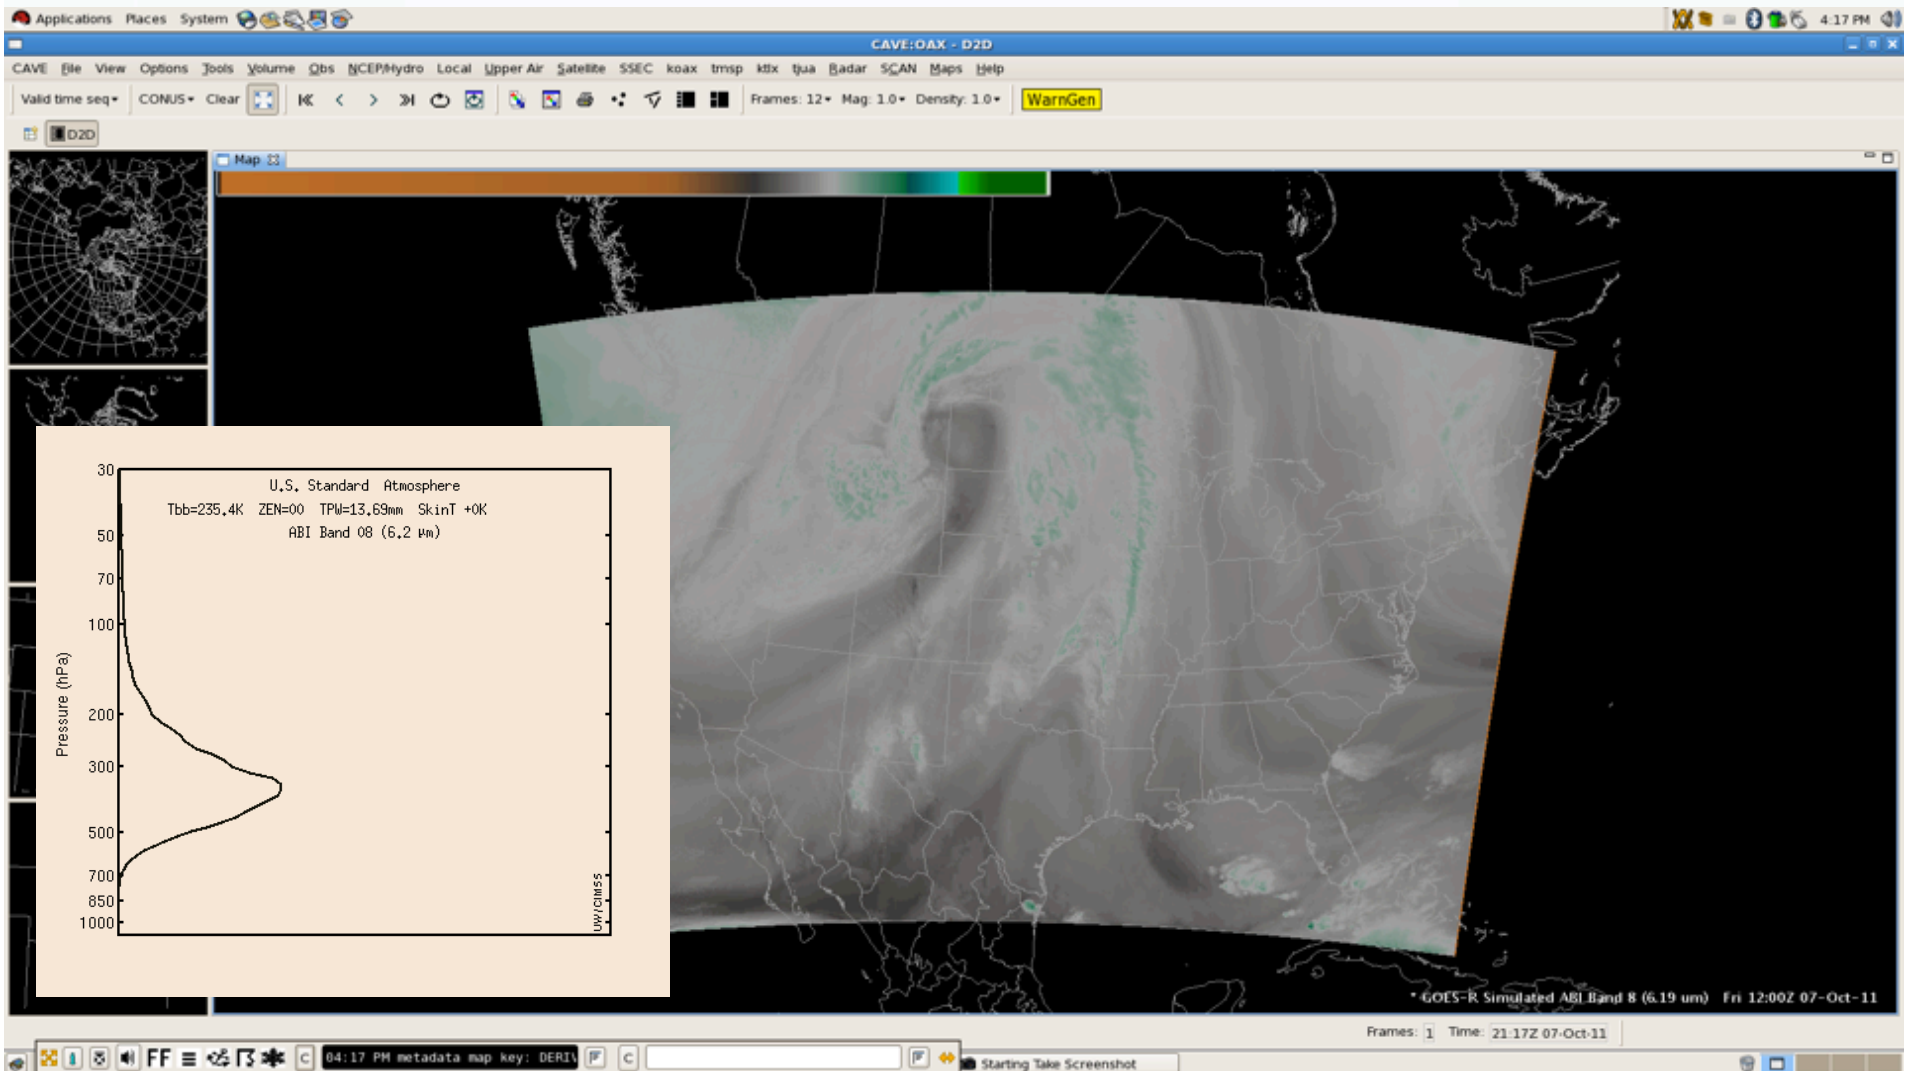 Applications Places System
4:17 PM
CAVE:OAX - D2D
CAVE File View Options Tools Volume Obs NCEP/Hydro Local Upper Air Satellite SSEC koax tmsp ktlx tjua Radar SCAN Maps Help
Valid time seq CONUS Clear Frames: 12 Mag: 1.0 Density: 1.0 WarnGen
D2D
Map
U.S. Standard Atmosphere
Tbb=235.4K ZEN=00 TPW=13.69mm SkinT +0K
ABI Band 08 (6.2 µm)
30
50
70
100
200
300
500
700
850
1000
Pressure (hPa)
UW/CIMSS
* GOES-R Simulated ABI Band 8 (6.19 um) Fri 12:00Z 07-Oct-11
Frames: 1 Time: 21:17Z 07-Oct-11
FF
C
04:17 PM metadata map key: DERIV
F
C
F
Starting Take Screenshot